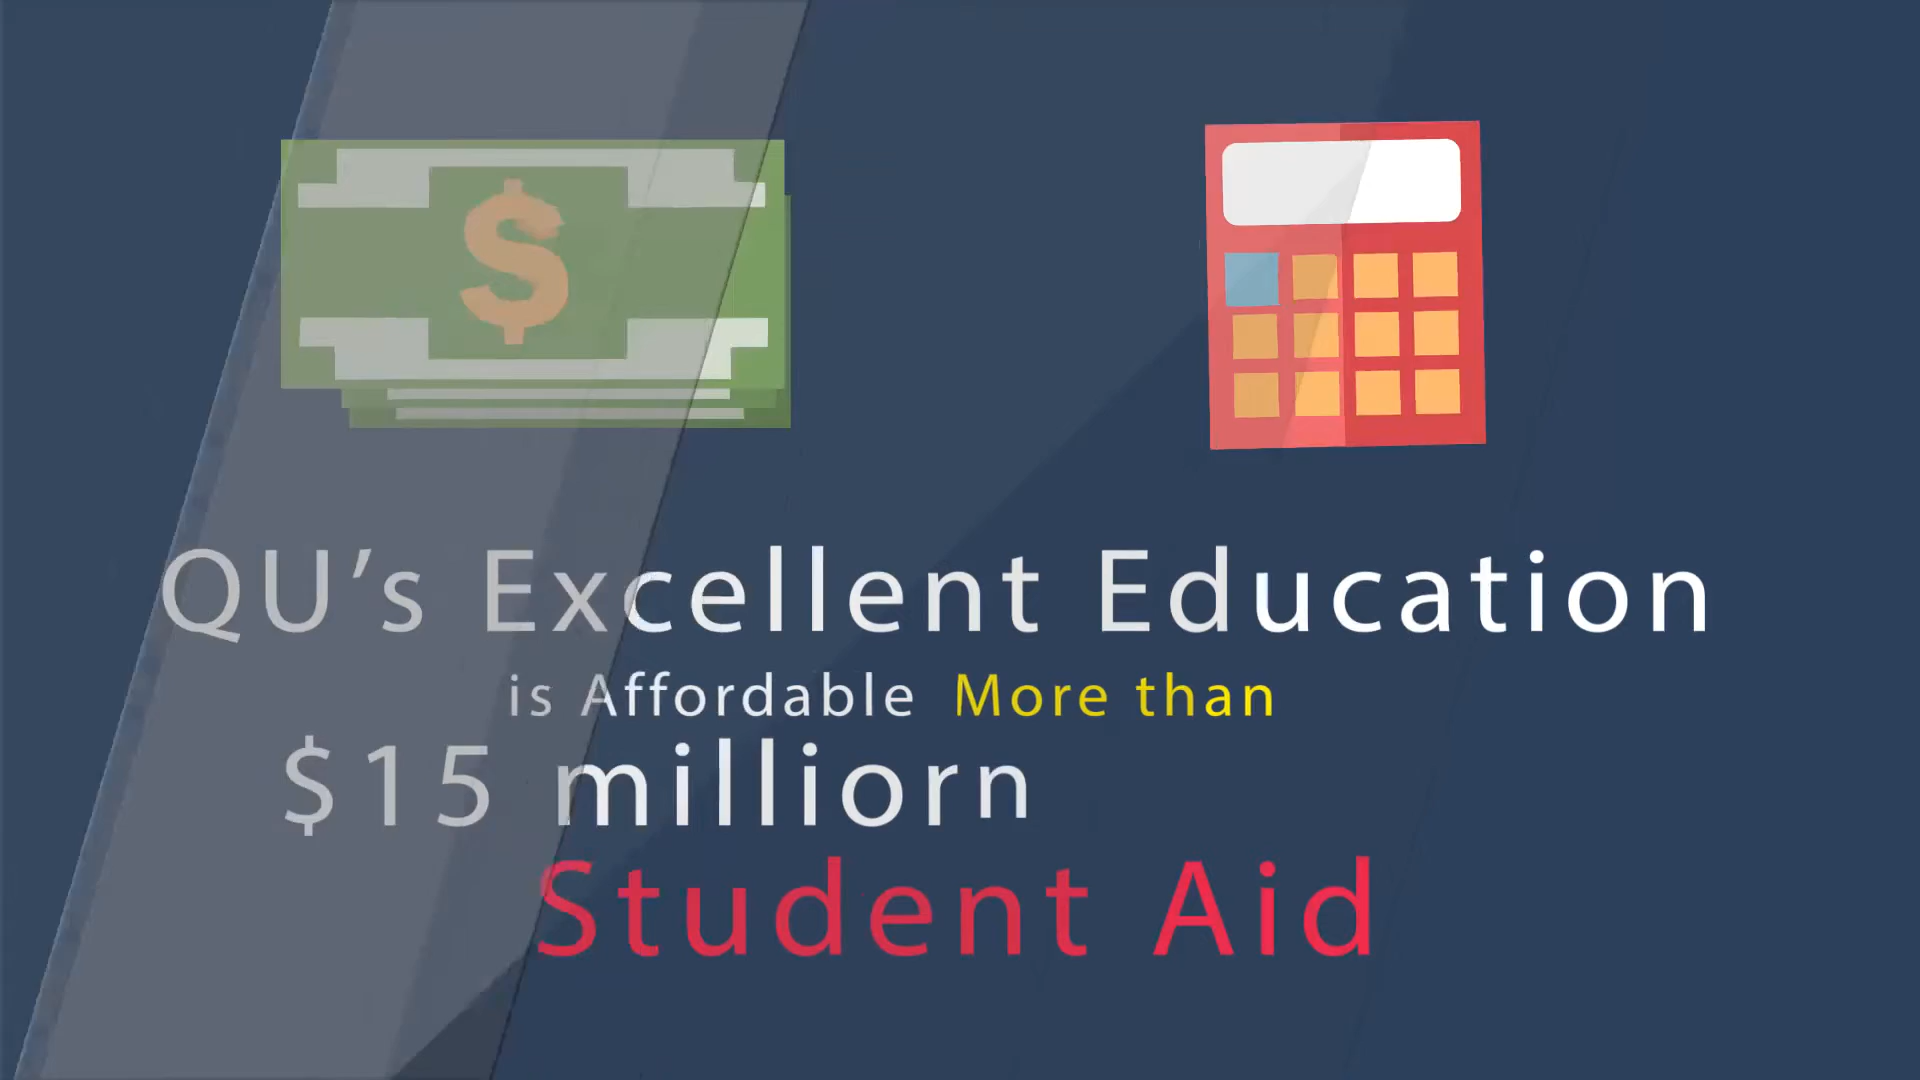 $
QU’s Excellent Education
is Affordable More than
$15 milliorn
Student Aid